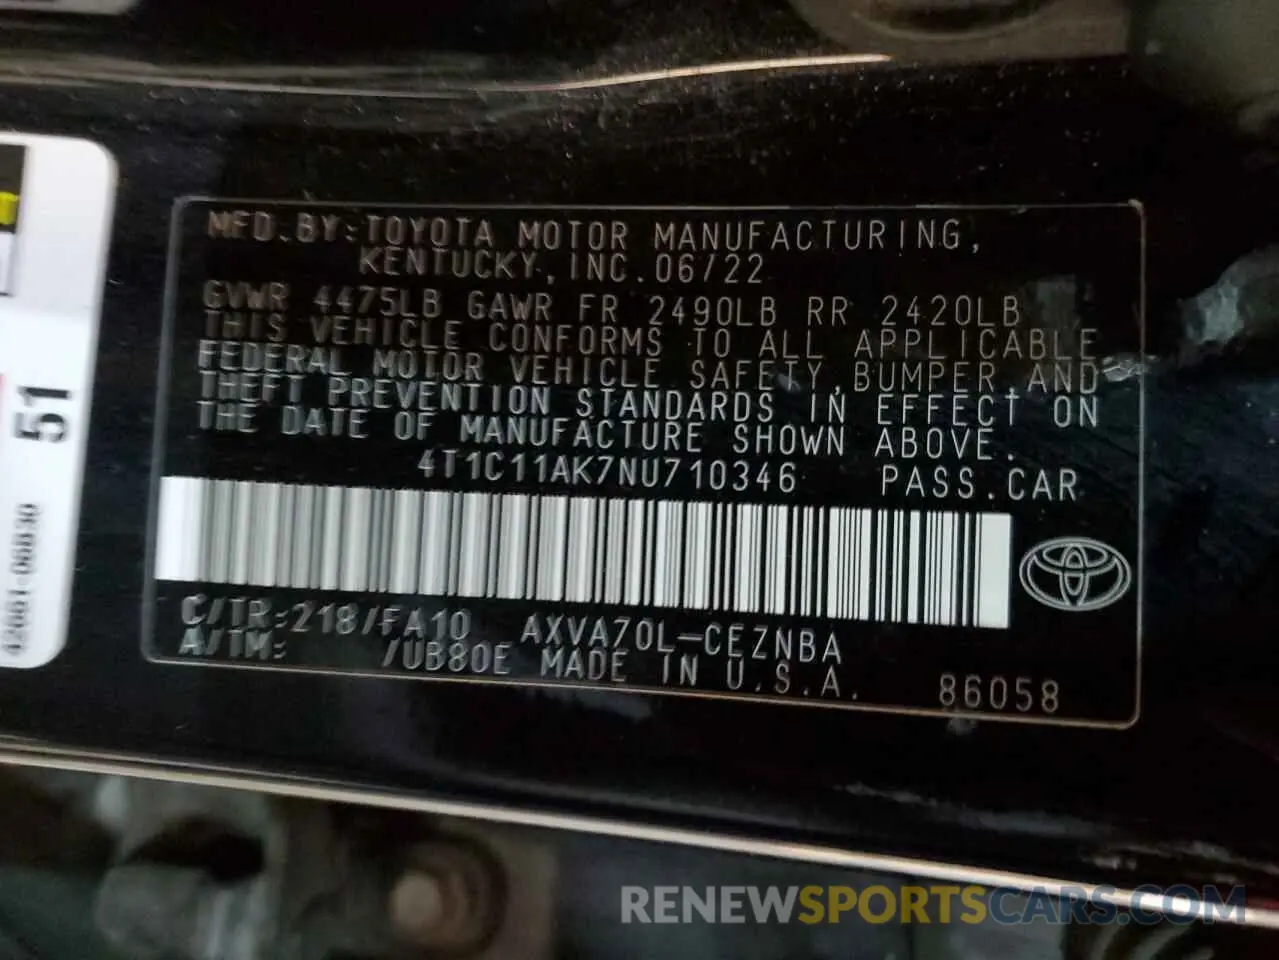 MFD. BY: TOYOTA MOTOR MANUFACTURING,
KENTUCKY, INC. 06/22
GVWR 4475LB GAWR FR 2490LB RR 2420LB
THIS VEHICLE CONFORMS TO ALL APPLICABLE
FEDERAL MOTOR VEHICLE SAFETY, BUMPER, AND
THEFT PREVENTION STANDARDS IN EFFECT ON
THE DATE OF MANUFACTURE SHOWN ABOVE.
4T1C11AK7NU710346 PASS. CAR
C/TR: 218/FA10 AXVA70L-CEZNBA
A/TM: /UB80E MADE IN U.S.A.
86058
51
RENEWSPORTSCARS.COM